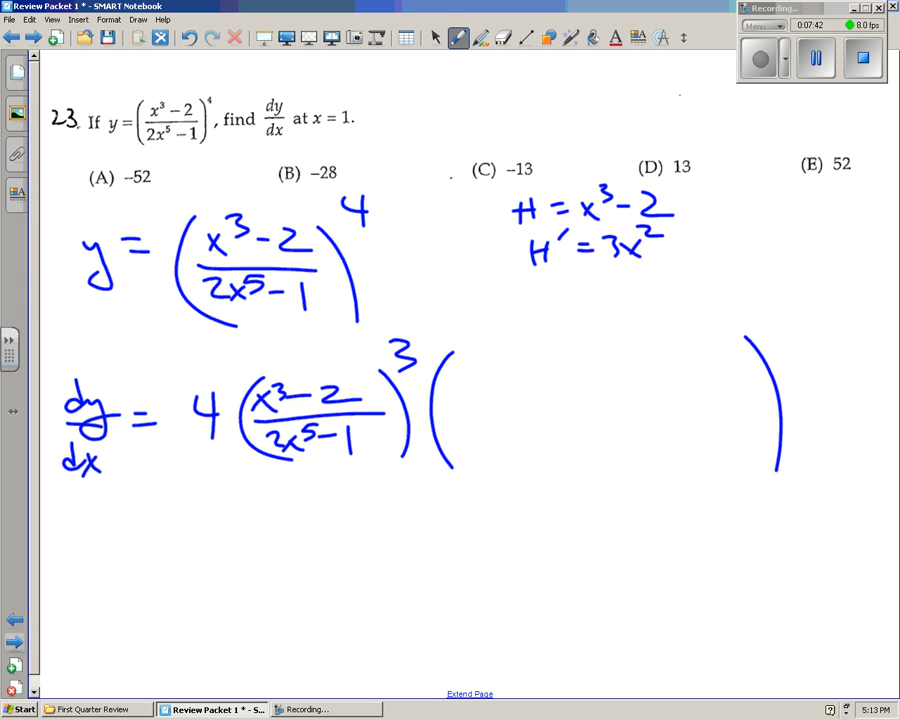 Review Packet 1 * - SMART Notebook
Recording...
File Edit View Insert Format Draw Help
0:07:42 8.0 fps
Menu
23. If y = ((x³ − 2)/(2x⁵ − 1))⁴, find dy/dx at x = 1.
(A) −52 (B) −28 (C) −13 (D) 13 (E) 52
H = x³ − 2
H′ = 3x²
y = ((x³ − 2)/(2x⁵ − 1))⁴
dy/dx = 4((x³ − 2)/(2x⁵ − 1))³( )
Extend Page
Start First Quarter Review Review Packet 1 * - S... Recording... 5:13 PM